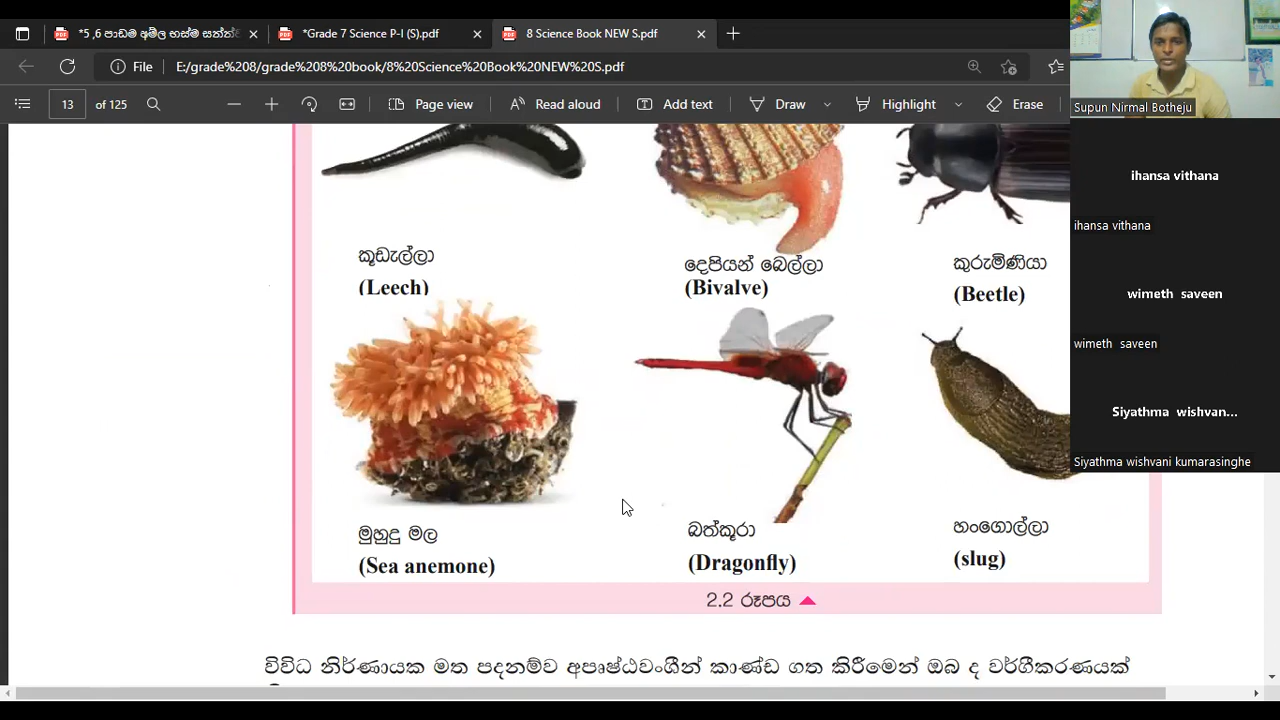 *5 ,6 පාඩම අම්ල භාස්ම සත්ත්ව
*Grade 7 Science P-I (S).pdf
8 Science Book NEW S.pdf
File
E:/grade%208/grade%208%20book/8%20Science%20Book%20NEW%20S.pdf
13 of 125
Page view
Read aloud
Add text
Draw
Highlight
Erase
Supun Nirmal Botheju
ihansa vithana
ihansa vithana
wimeth saveen
wimeth saveen
Siyathma wishvan...
Siyathma wishvani kumarasinghe
කූඩැල්ලා
(Leech)
දෙපියන් බෙල්ලා
(Bivalve)
කුරුමිණියා
(Beetle)
මුහුදු මල
(Sea anemone)
බත්කූරා
(Dragonfly)
හංගොල්ලා
(slug)
2.2 රූපය
විවිධ නිර්ණායක මත පදනම්ව අපෘෂ්ඨවංශීන් කාණ්ඩ ගත කිරීමෙන් ඔබ ද වර්ගීකරණයක්